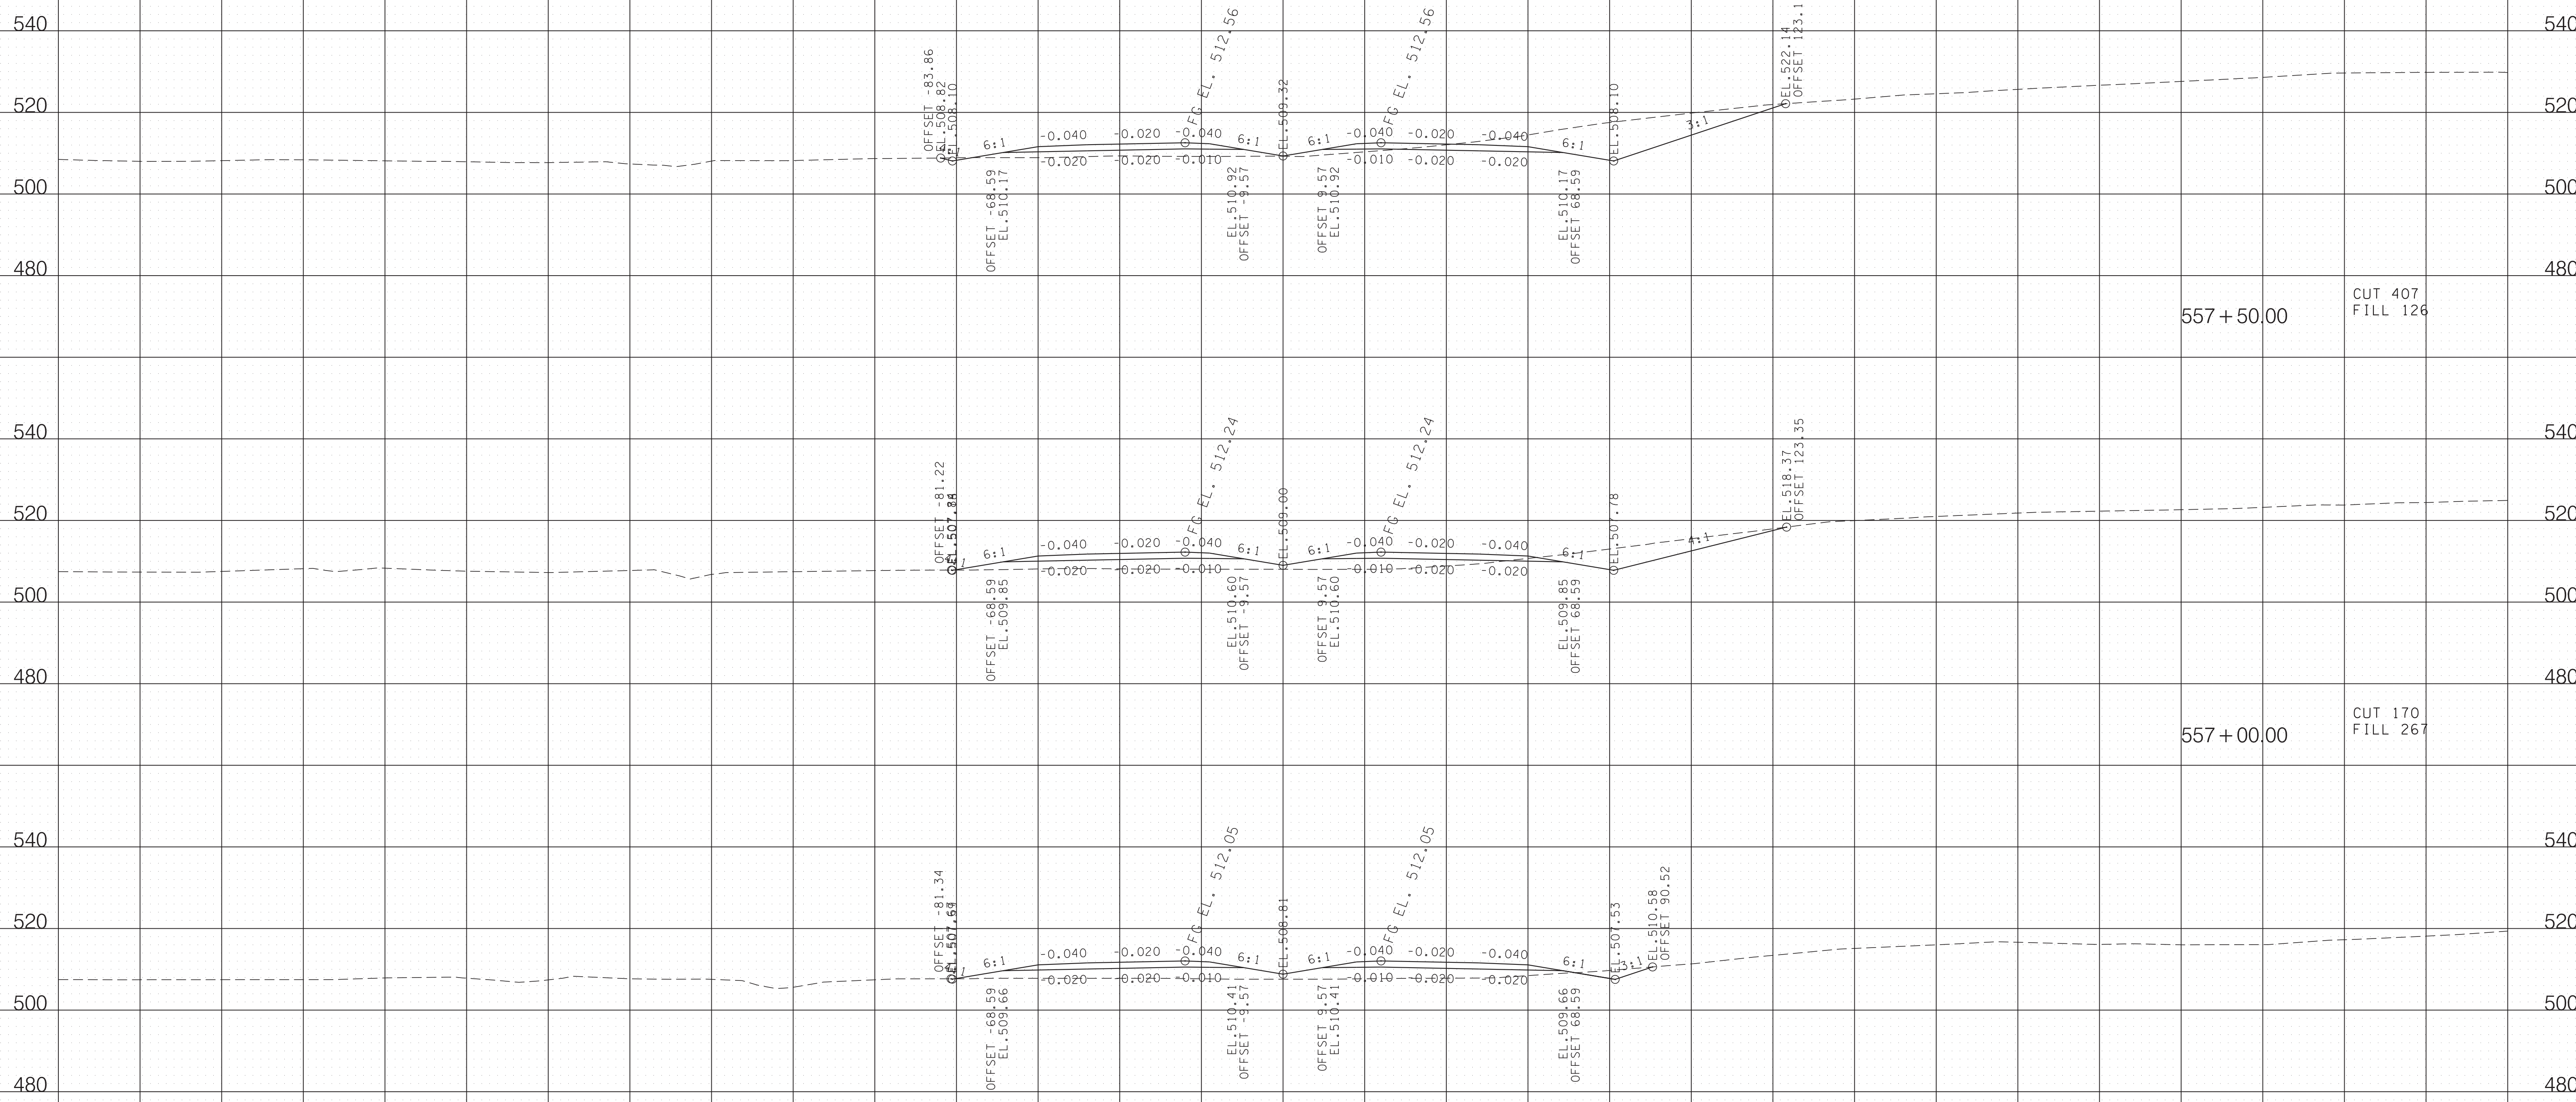 540
540
520
520
500
500
480
480
OFFSET -83.86
EL.508.82
EL.508.10
FG EL. 512.56
EL.509.32
FG EL. 512.56
EL.508.10
EL.522.14
6:1
-0.040
-0.020
-0.040
6:1
6:1
-0.040
-0.020
-0.040
6:1
3:1
-0.020
-0.020
-0.010
-0.010
-0.020
-0.020
OFFSET -68.59
EL.510.17
EL.510.92
OFFSET -9.57
OFFSET 9.57
EL.510.92
EL.510.17
OFFSET 68.59
557+50.00
CUT 407
FILL 126
540
540
520
520
500
500
480
480
OFFSET -81.22
FG EL. 512.24
EL.509.00
FG EL. 512.24
EL.507.78
EL.518.37
OFFSET 123.35
6:1
-0.040
-0.020
-0.040
6:1
6:1
-0.040
-0.020
-0.040
6:1
4:1
-0.020
-0.020
-0.010
-0.010
-0.020
-0.020
OFFSET -68.59
EL.509.85
EL.510.60
OFFSET -9.57
OFFSET 9.57
EL.510.60
EL.509.85
OFFSET 68.59
557+00.00
CUT 170
FILL 267
540
540
520
520
500
500
480
480
OFFSET -81.34
FG EL. 512.05
EL.508.81
FG EL. 512.05
EL.507.53
EL.510.58
OFFSET 90.52
6:1
-0.040
-0.020
-0.040
6:1
6:1
-0.040
-0.020
-0.040
6:1
3:1
-0.020
-0.020
-0.010
-0.010
-0.020
-0.020
OFFSET -68.59
EL.509.66
EL.510.41
OFFSET -9.57
OFFSET 9.57
EL.510.41
EL.509.66
OFFSET 68.59